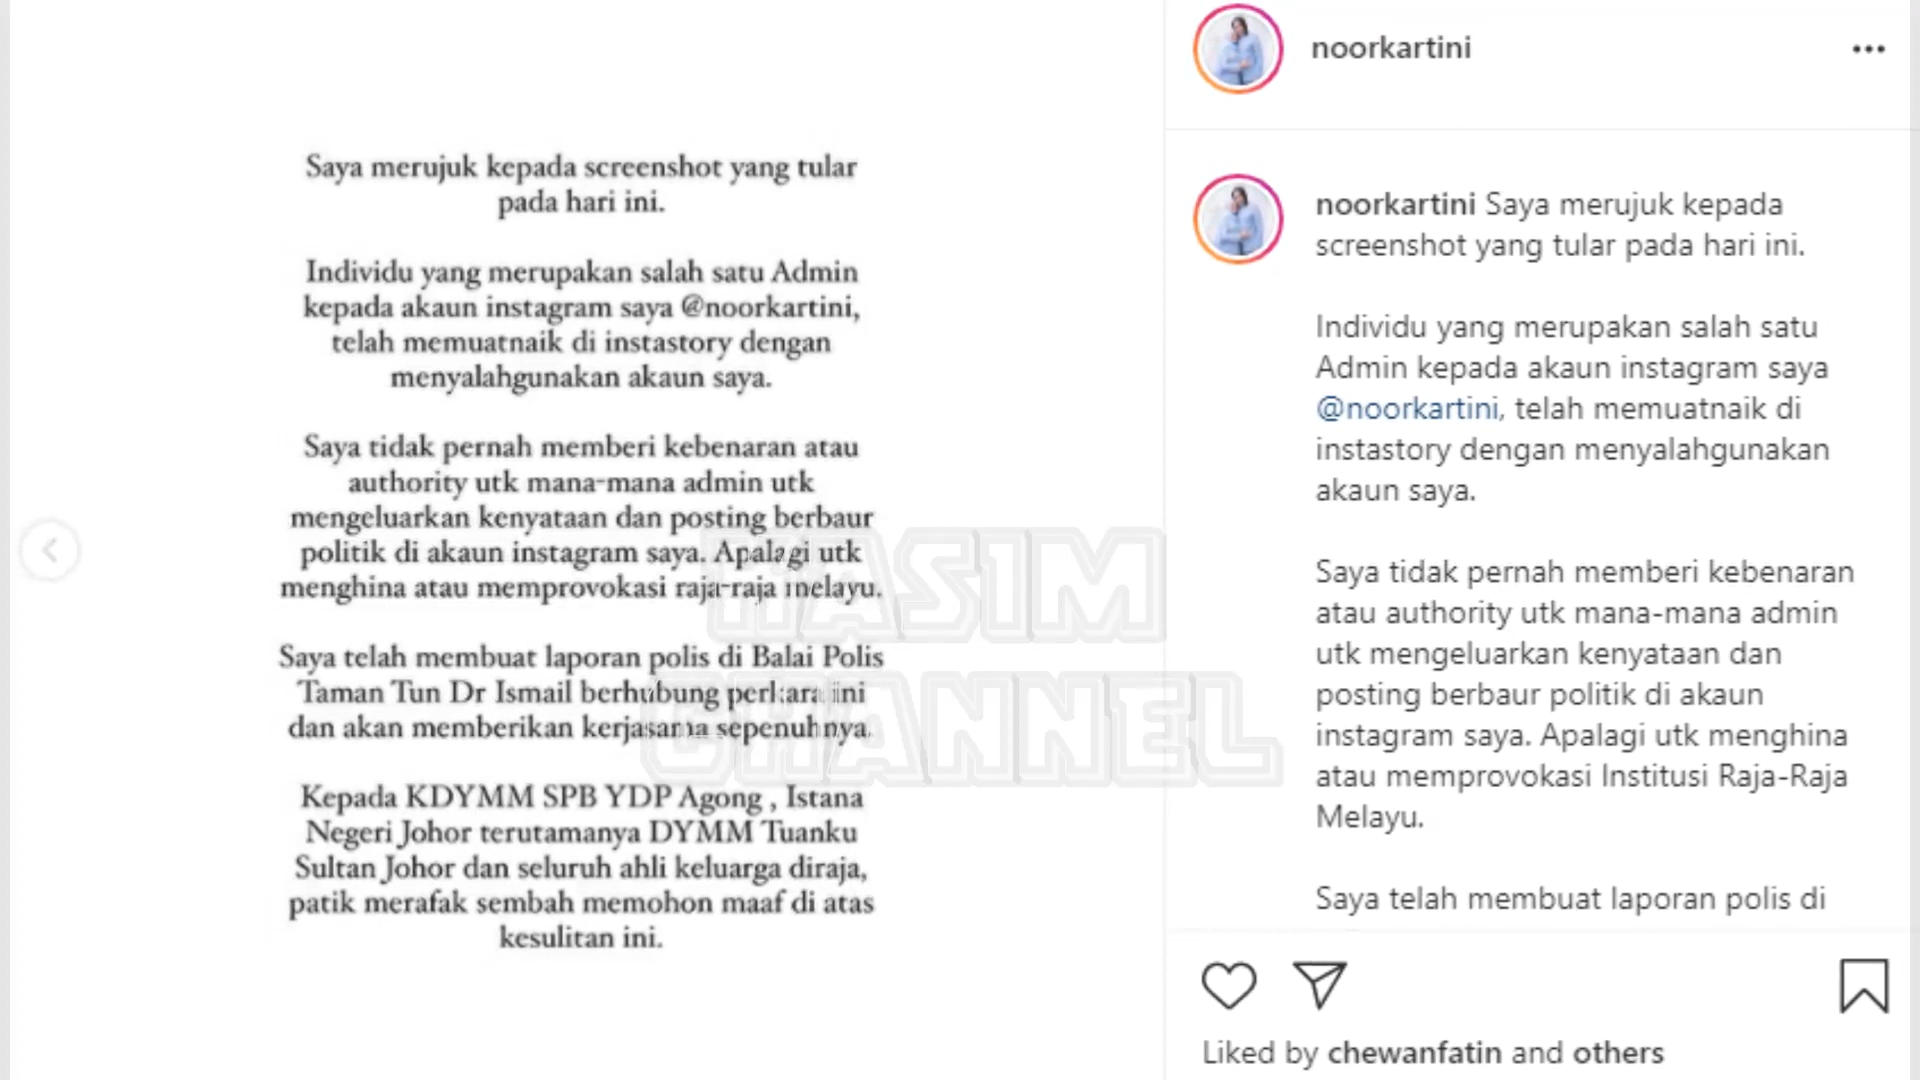 Saya merujuk kepada screenshot yang tular
pada hari ini.
Individu yang merupakan salah satu Admin
kepada akaun instagram saya @noorkartini,
telah memuatnaik di instastory dengan
menyalahgunakan akaun saya.
Saya tidak pernah memberi kebenaran atau
authority utk mana-mana admin utk
mengeluarkan kenyataan dan posting berbaur
politik di akaun instagram saya. Apalagi utk
menghina atau memprovokasi raja-raja melayu.
Saya telah membuat laporan polis di Balai Polis
Taman Tun Dr Ismail berhubung perkara ini
dan akan memberikan kerjasama sepenuhnya.
Kepada KDYMM SPB YDP Agong , Istana
Negeri Johor terutamanya DYMM Tuanku
Sultan Johor dan seluruh ahli keluarga diraja,
patik merafak sembah memohon maaf di atas
kesulitan ini.
HASIM
CHANNEL
noorkartini
noorkartini Saya merujuk kepada
screenshot yang tular pada hari ini.
Individu yang merupakan salah satu
Admin kepada akaun instagram saya
@noorkartini, telah memuatnaik di
instastory dengan menyalahgunakan
akaun saya.
Saya tidak pernah memberi kebenaran
atau authority utk mana-mana admin
utk mengeluarkan kenyataan dan
posting berbaur politik di akaun
instagram saya. Apalagi utk menghina
atau memprovokasi Institusi Raja-Raja
Melayu.
Saya telah membuat laporan polis di
Liked by chewanfatin and others